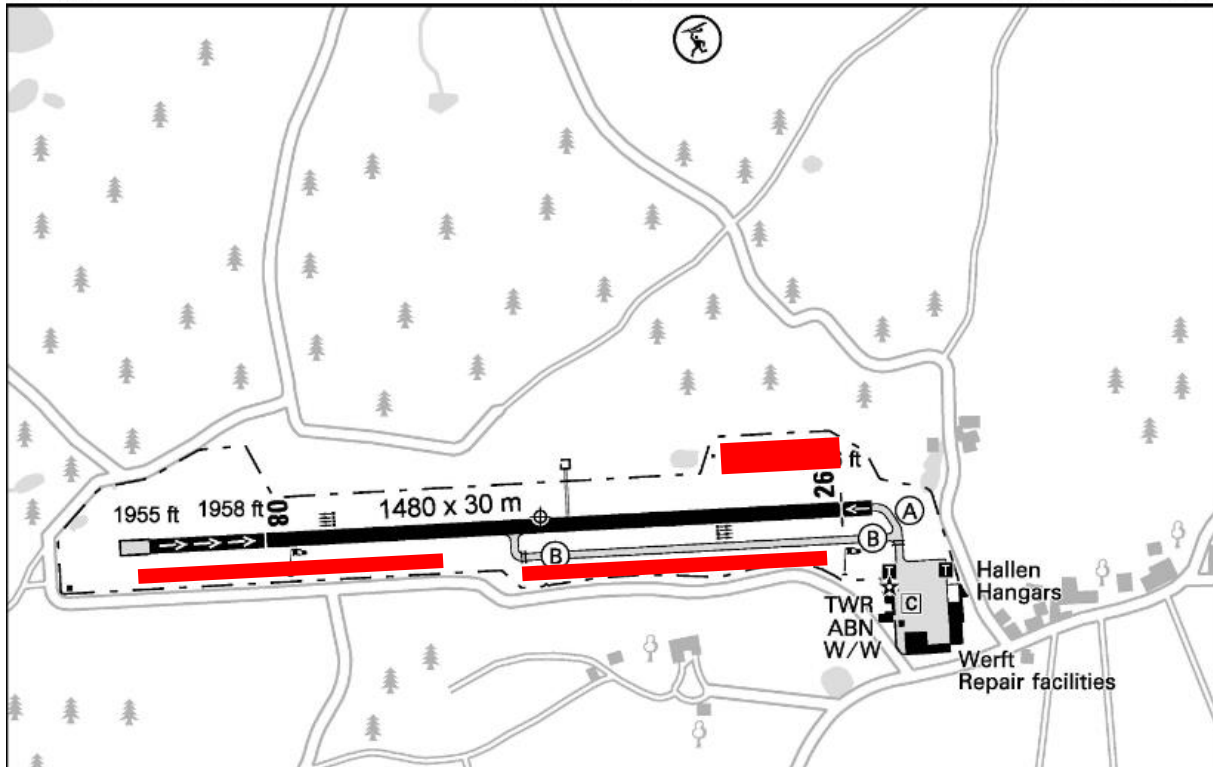 1955 ft
1958 ft
08
1480 x 30 m
26
ft
A
B
B
T
T
C
TWR
ABN
W/W
Hallen
Hangars
Werft
Repair facilities